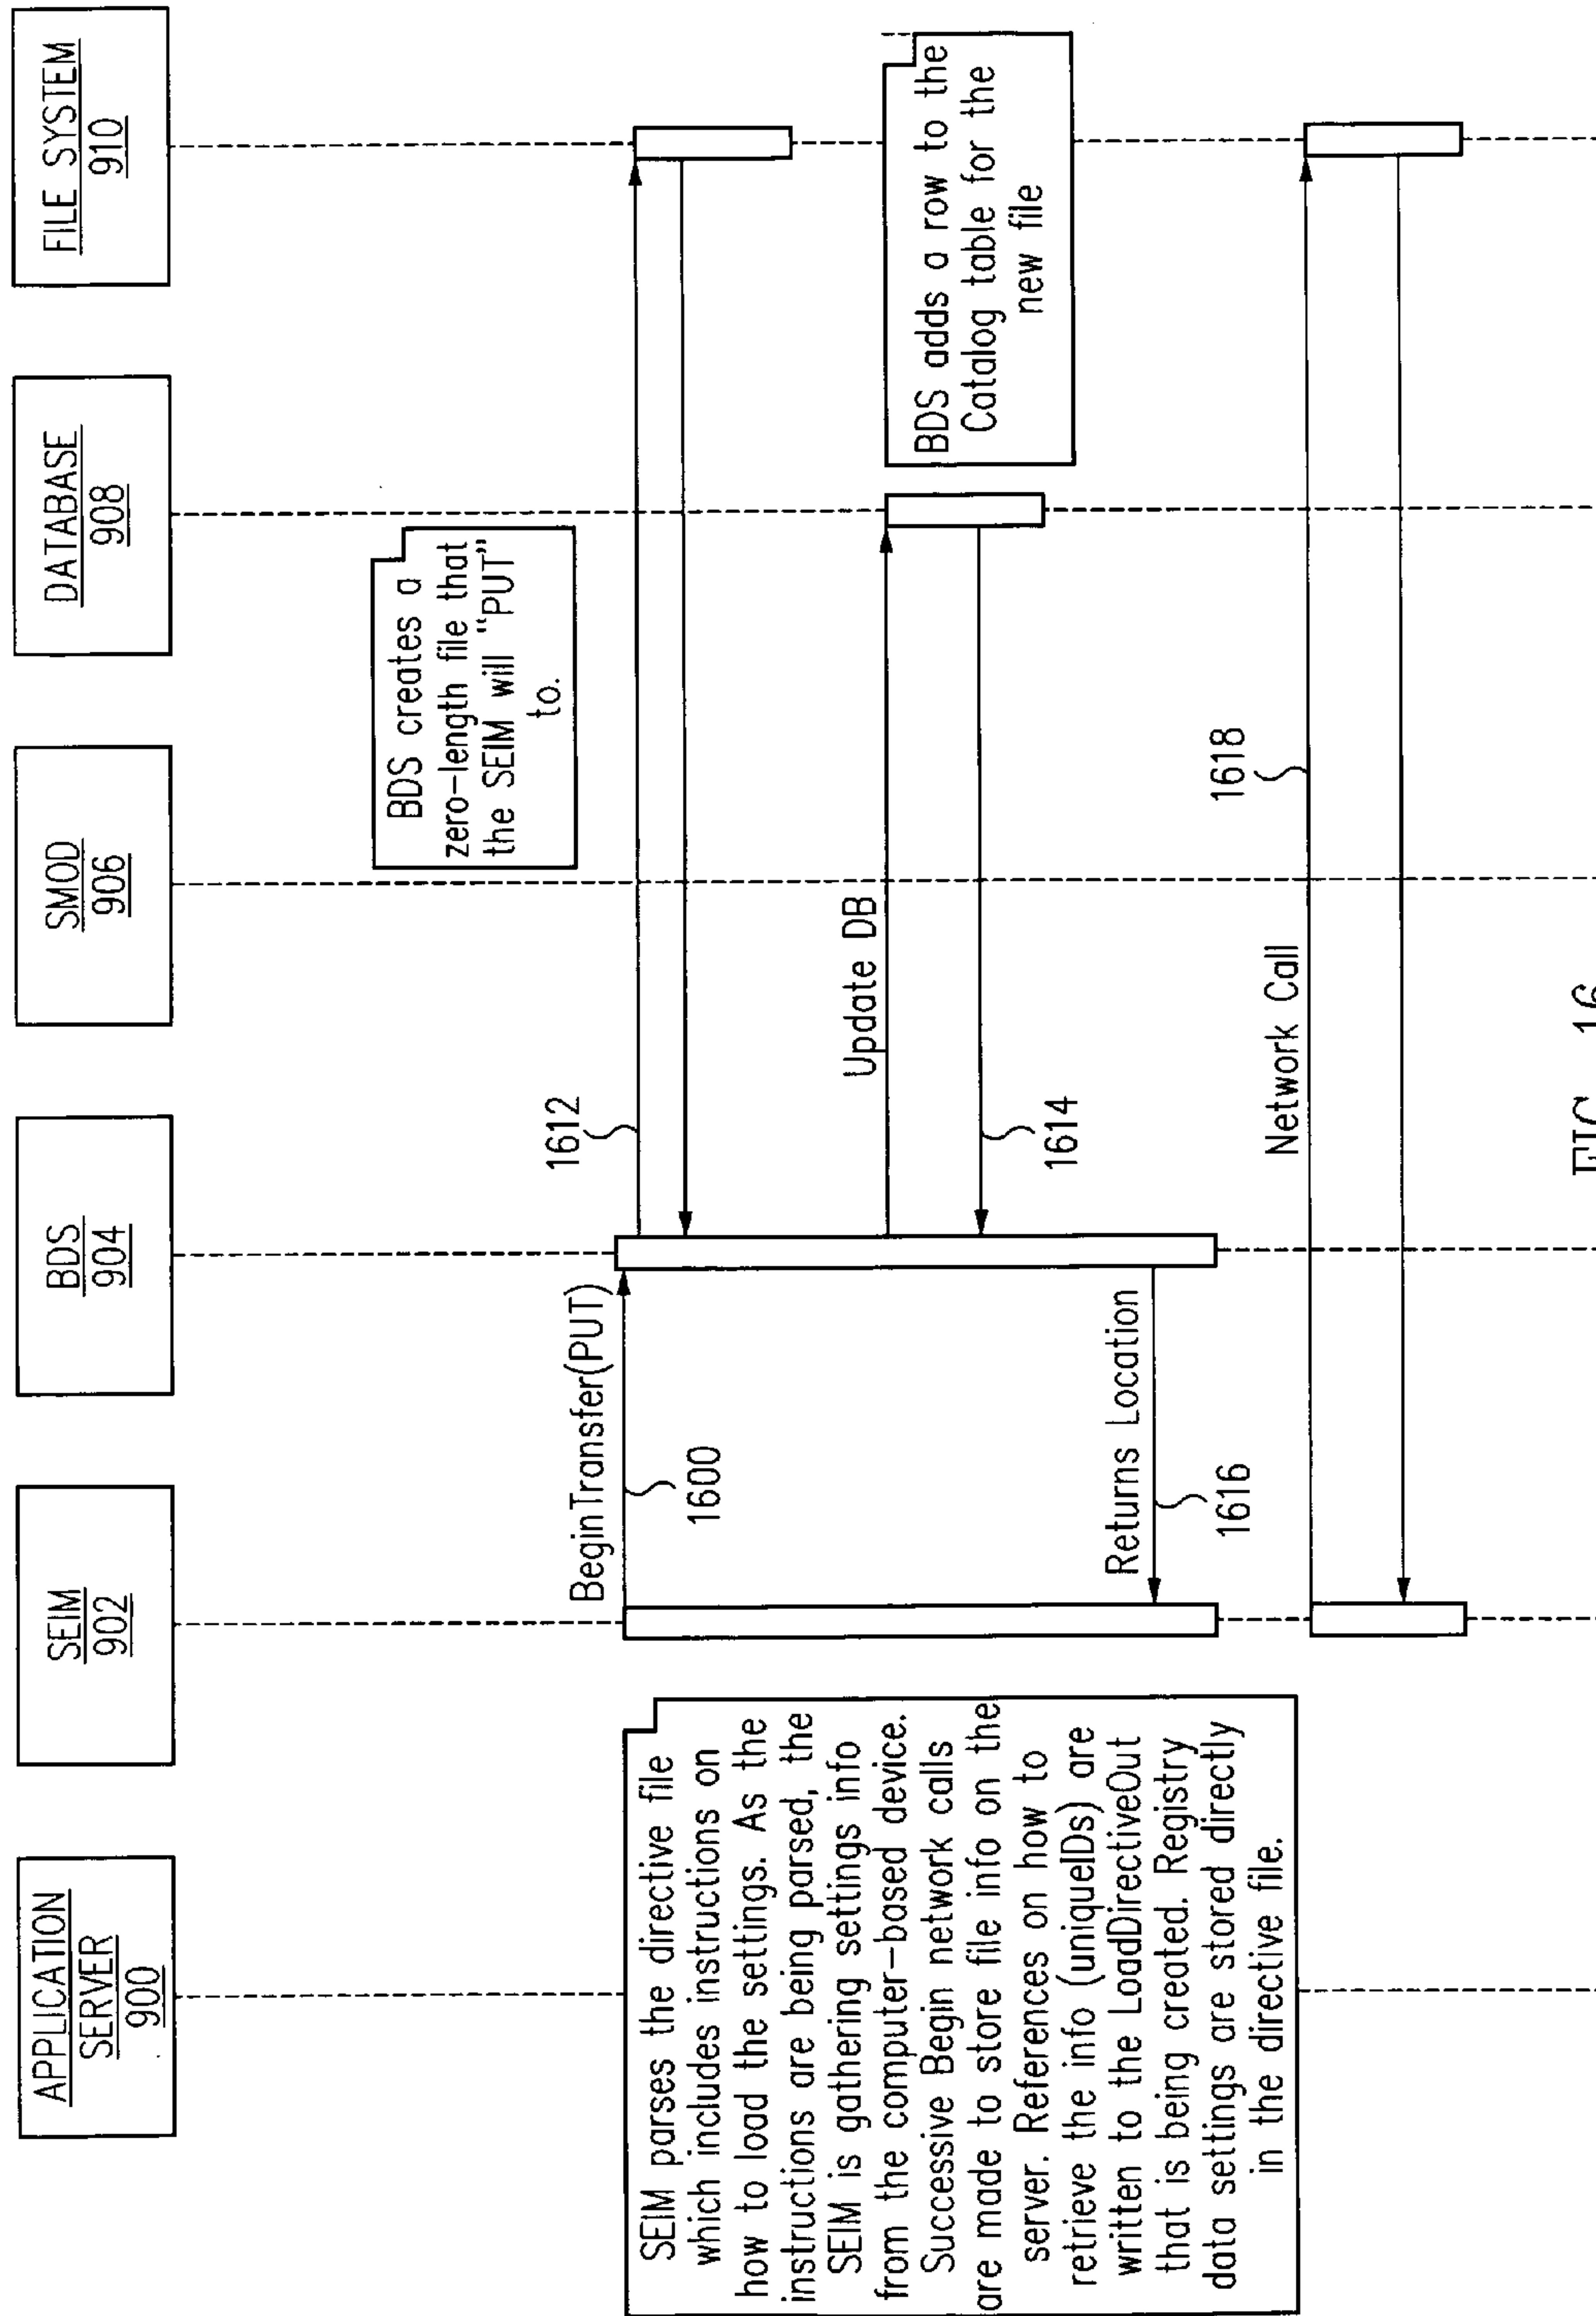 APPLICATION
SERVER
900
SEIM
902
BDS
904
SMOD
906
DATABASE
908
FILE SYSTEM
910
BDS creates a
zero-length file that
the SEIM will "PUT"
to.
SEIM parses the directive file
which includes instructions on
how to load the settings. As the
instructions are being parsed, the
SEIM is gathering settings info
from the computer-based device.
Successive Begin network calls
are made to store file info on the
server. References on how to
retrieve the info (uniqueIDs) are
written to the LoadDirectiveOut
that is being created. Registry
data settings are stored directly
in the directive file.
BeginTransfer(PUT)
1600
1612
Update DB
1614
BDS adds a row to the
Catalog table for the
new file
Returns Location
1616
Network Call
1618
FIG. 16